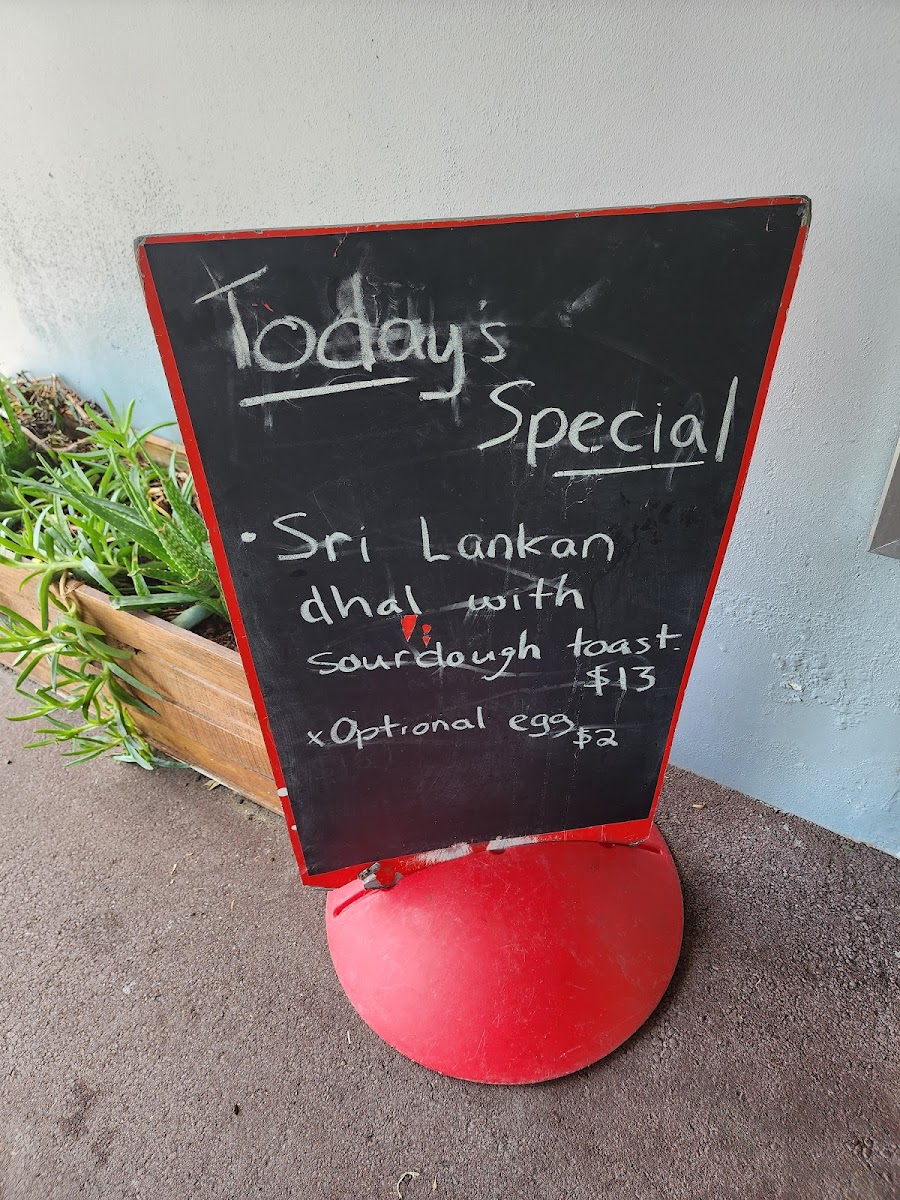 Today's
Special
• Sri Lankan
dhal with
sourdough toast.
$13
x Optional egg $2